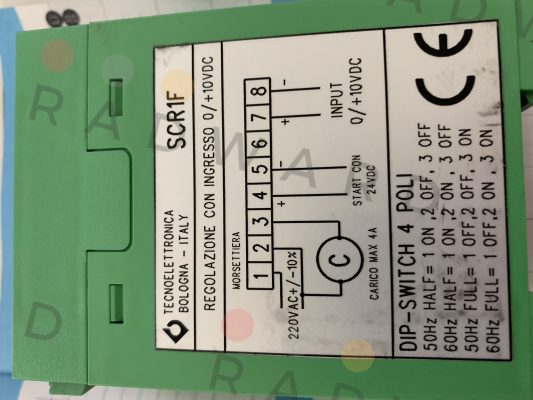 TECNOELETTRONICA
BOLOGNA - ITALY
SCR1F
REGOLAZIONE CON INGRESSO 0/+10VDC
MORSETTIERA
1 2 3 4 5 6 7 8
+ - + -
220VAC+/-10%
C
CARICO MAX 4A
START CON
24VDC
INPUT
0/+10VDC
DIP-SWITCH 4 POLI
50Hz HALF= 1 ON ,2 OFF, 3 OFF
60Hz HALF= 1 ON ,2 ON , 3 OFF
50Hz FULL= 1 OFF,2 OFF, 3 ON
60Hz FULL= 1 OFF,2 ON , 3 ON
CE
RADWAR
D
RADWAR